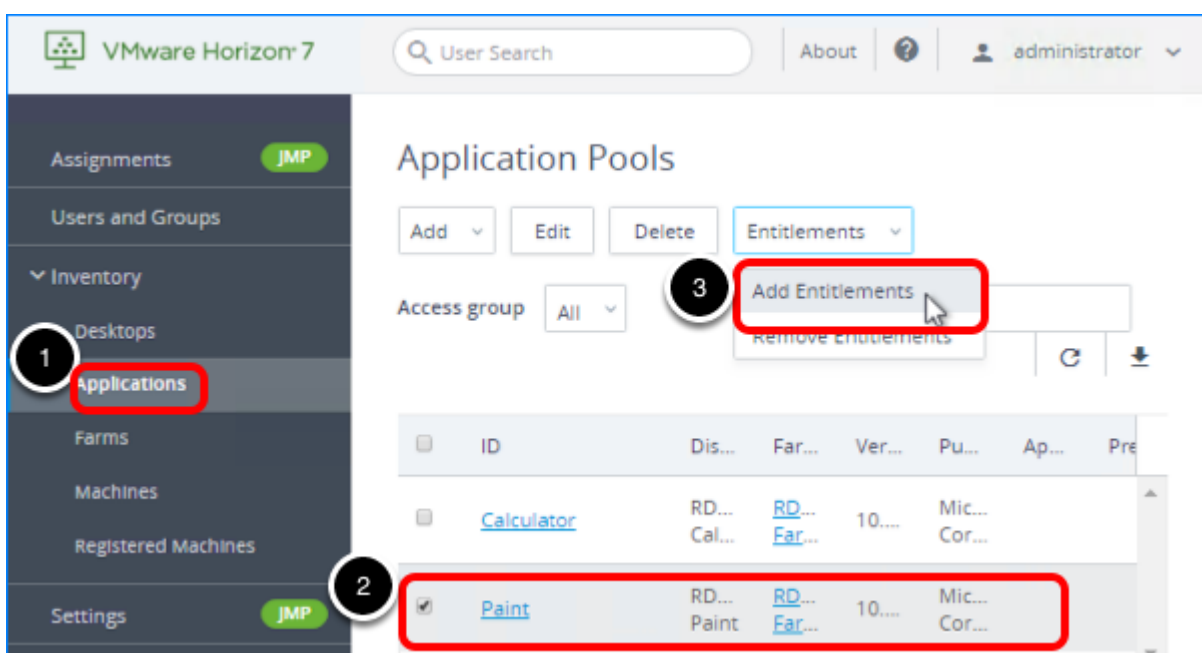 VMware Horizon 7 User Search About ? administrator
Assignments JMP
Users and Groups
Inventory
Desktops
1
Applications
Farms
Machines
Registered Machines
Settings JMP
Application Pools
Add Edit Delete Entitlements
3 Add Entitlements
Access group All
Remove Entitlements
ID Dis... Far... Ver... Pu... Ap... Pre
Calculator RD... Cal... RD... Far... 10.... Mic... Cor...
2
Paint RD... Paint RD... Far... 10.... Mic... Cor...